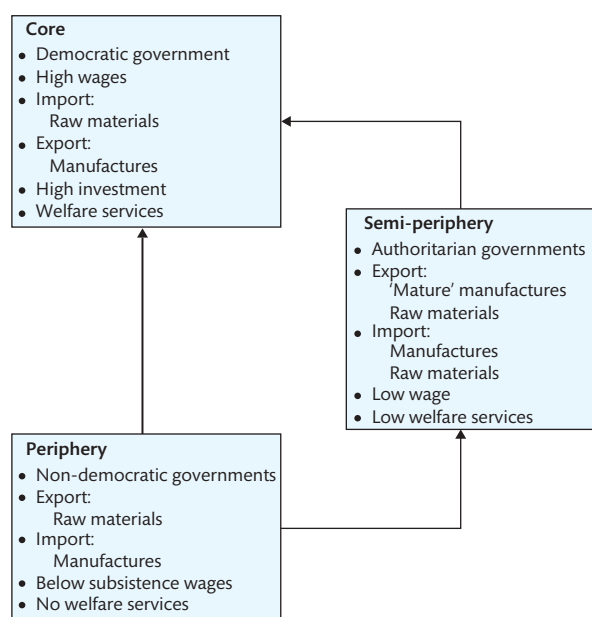 Core
• Democratic government
• High wages
• Import:
Raw materials
• Export:
Manufactures
• High investment
• Welfare services
Semi-periphery
• Authoritarian governments
• Export:
'Mature' manufactures
Raw materials
• Import:
Manufactures
Raw materials
• Low wage
• Low welfare services
Periphery
• Non-democratic governments
• Export:
Raw materials
• Import:
Manufactures
• Below subsistence wages
• No welfare services